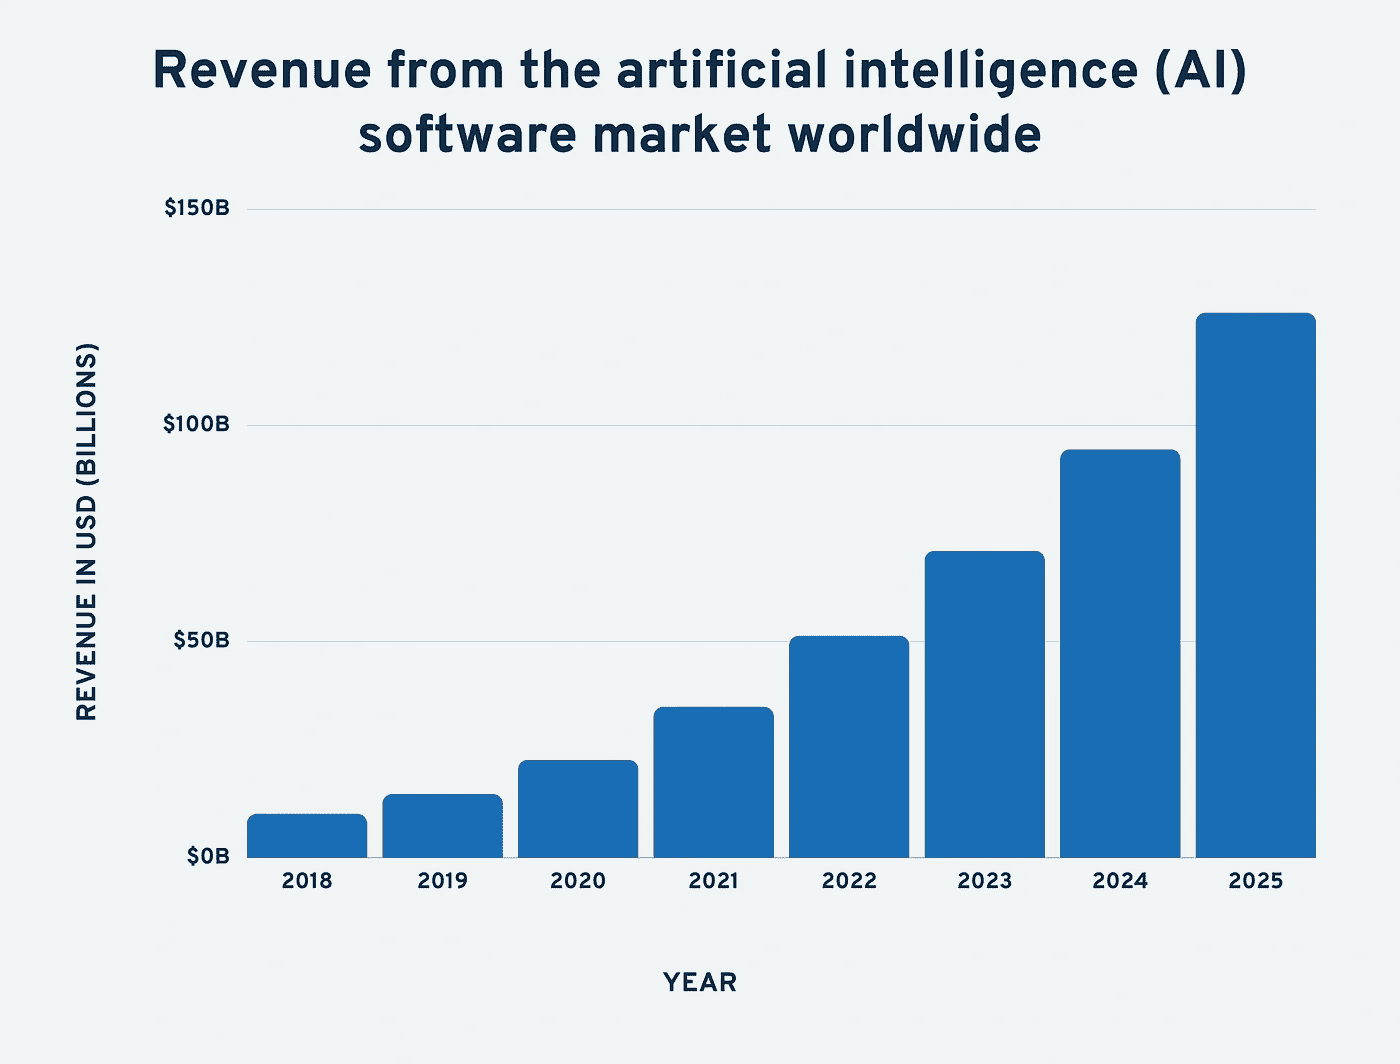 Revenue from the artificial intelligence (AI)
software market worldwide
$150B
$100B
$50B
$0B
REVENUE IN USD (BILLIONS)
2018
2019
2020
2021
2022
2023
2024
2025
YEAR